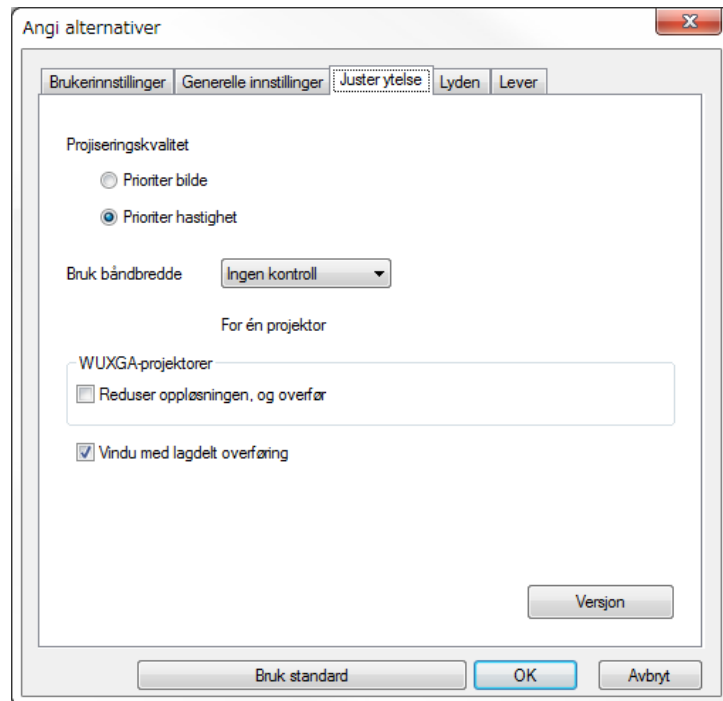 Angi alternativer
Brukerinnstillinger Generelle innstillinger Juster ytelse Lyden Lever
Projiseringskvalitet
Prioriter bilde
Prioriter hastighet
Bruk båndbredde Ingen kontroll
For én projektor
WUXGA-projektorer
Reduser oppløsningen, og overfør
Vindu med lagdelt overføring
Versjon
Bruk standard OK Avbryt